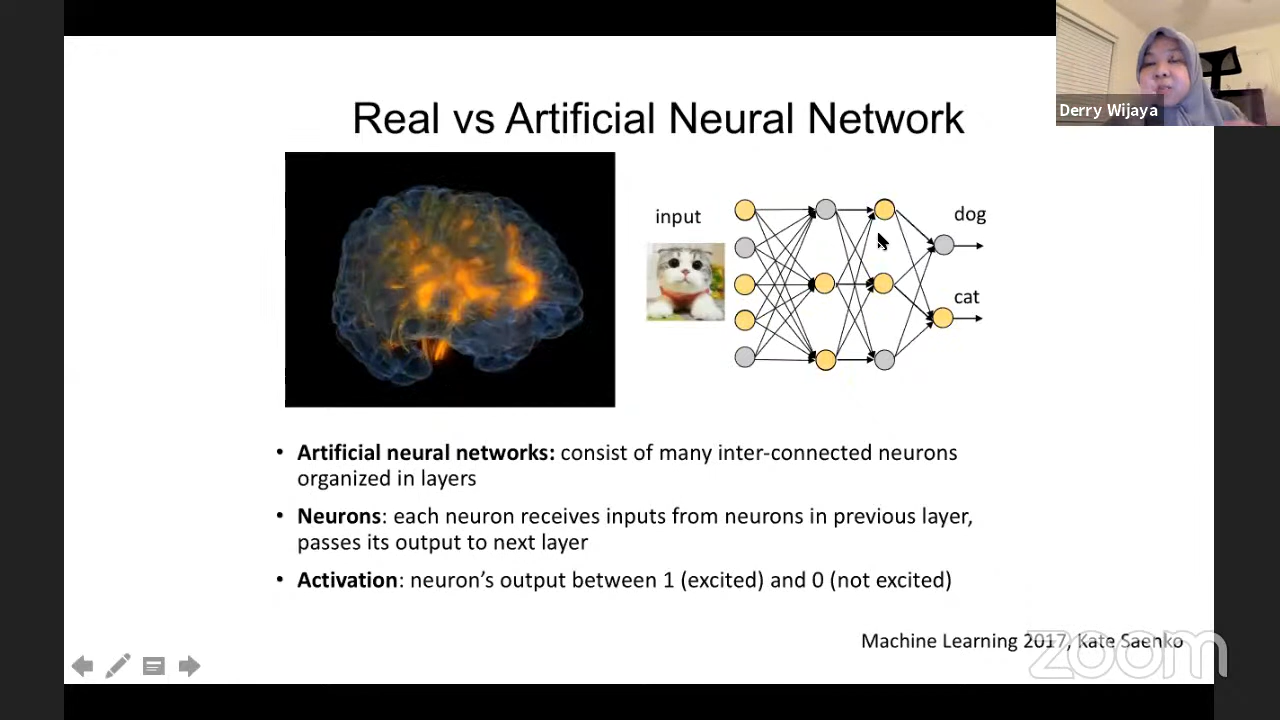 Derry Wijaya
Real vs Artificial Neural Network
input
dog
cat
• Artificial neural networks: consist of many inter-connected neurons
organized in layers
• Neurons: each neuron receives inputs from neurons in previous layer,
passes its output to next layer
• Activation: neuron's output between 1 (excited) and 0 (not excited)
Machine Learning 2017, Kate Saenko
zoom